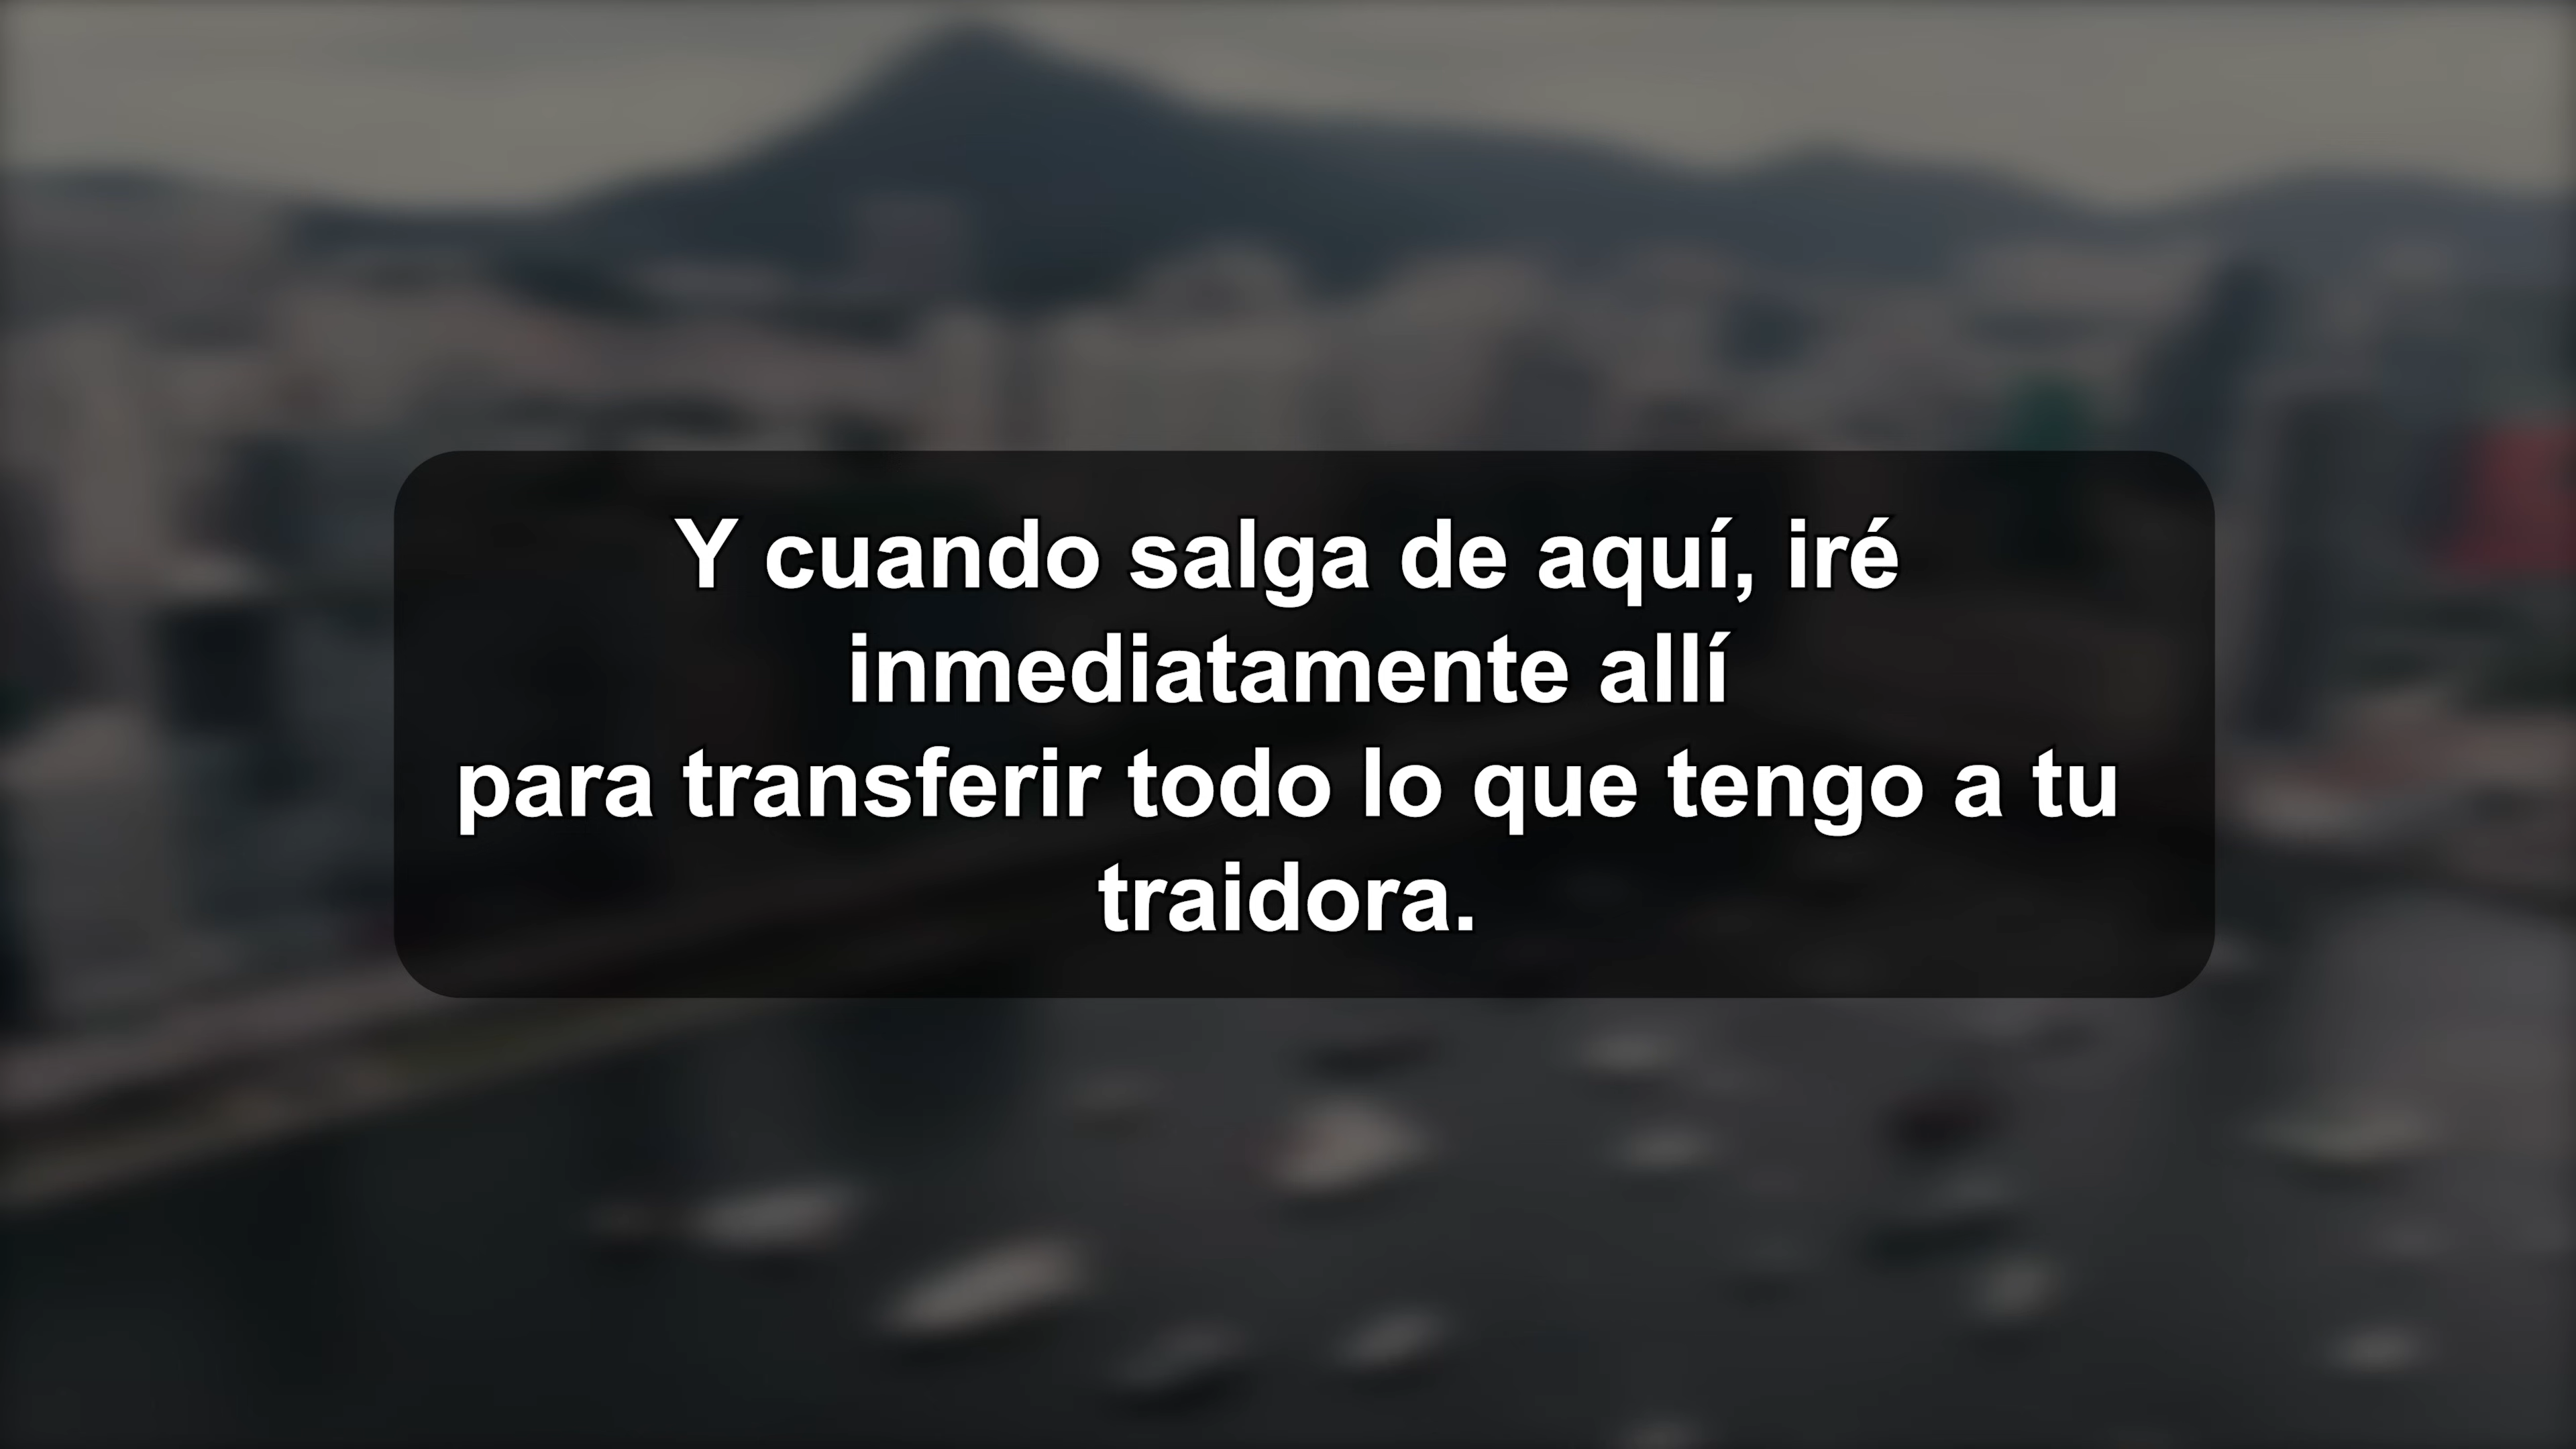 Y cuando salga de aquí, iré
inmediatamente allí
para transferir todo lo que tengo a tu
traidora.